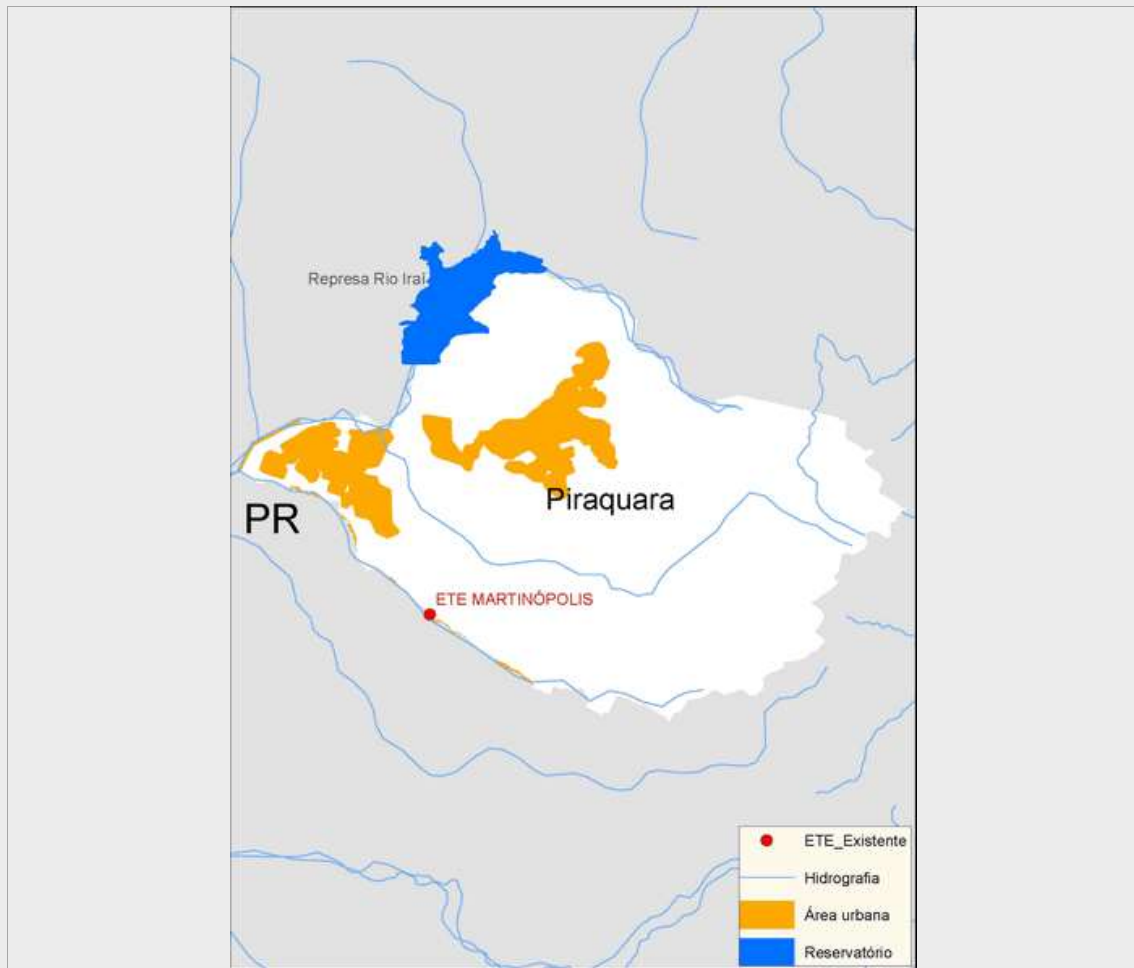 Represa Rio Iraí
Piraquara
PR
ETE MARTINÓPOLIS
ETE_Existente
Hidrografia
Área urbana
Reservatório